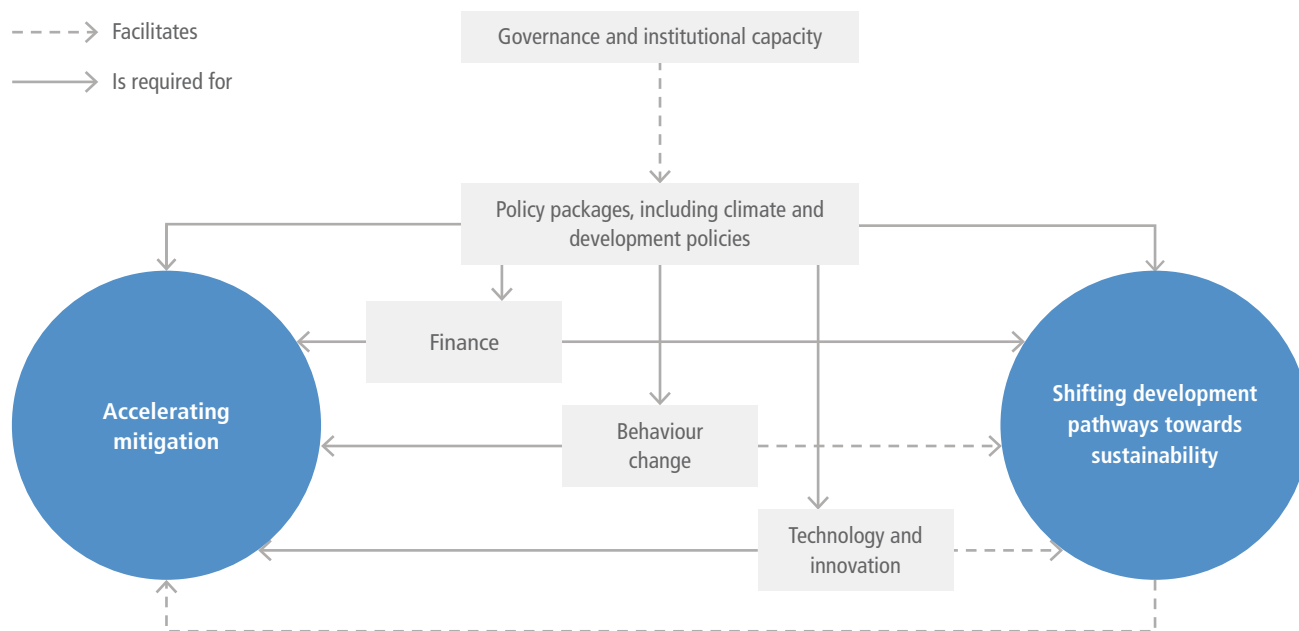 Facilitates
Is required for
Governance and institutional capacity
Policy packages, including climate and
development policies
Finance
Accelerating
mitigation
Behaviour
change
Shifting development
pathways towards
sustainability
Technology and
innovation